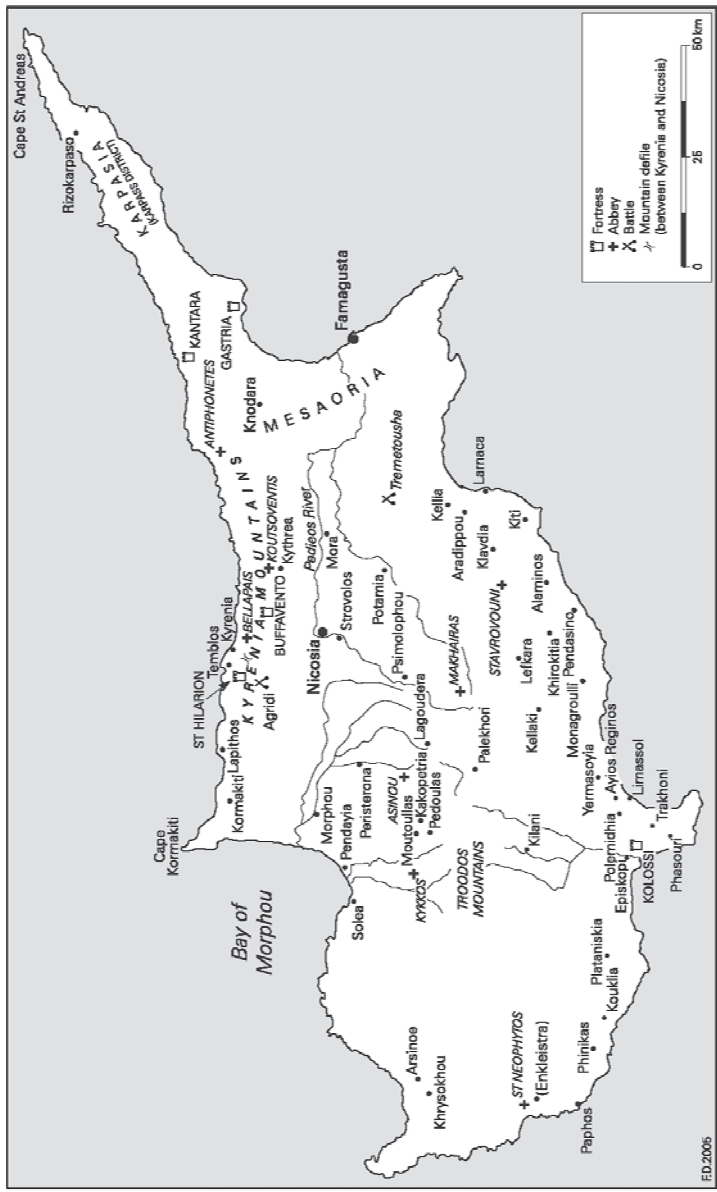 Cape St Andreas
Rizokarpaso
KARPASIA
(KARPASS DISTRICT)
KANTARA
GASTRIA
ANTIPHONETES
Knodara
Famagusta
MESAORIA
KYRENIA MOUNTAINS
KOUTSOVENTIS
Kythrea
BELLAPAIS
BUFFAVENTO
Kyrenia
Temblos
ST HILARION
Agridi
Lapithos
Kormakiti
Cape
Kormakiti
Pedieos River
Mora
Tremetousha
Nicosia
Strovolos
Potamia
Psimolophou
Kellia
Larnaca
Aradippou
Klavdia
Kiti
STAVROVOUNI
Alaminos
MAKHAIRAS
Lefkara
Khirokitia
Pendasino
Monagroulli
Kellaki
Palekhori
Lagoudera
Morphou
Peristerona
Pendayia
ASINOU
Kakopetria
Moutoullas
Pedoulas
KYKKOS
TROODOS
MOUNTAINS
Solea
Bay of
Morphou
Kilani
Yermasoyia
Ayios Reginos
Limassol
Polemidhia
Trakhoni
Episkopi
KOLOSSI
Phasouri
Plataniskia
Kouklia
Phinikas
Paphos
ST NEOPHYTOS
(Enkleistra)
Arsinoe
Khrysokhou
Fortress
Abbey
Battle
Mountain defile
(between Kyrenia and Nicosia)
0 25 50 km
F.D.2005